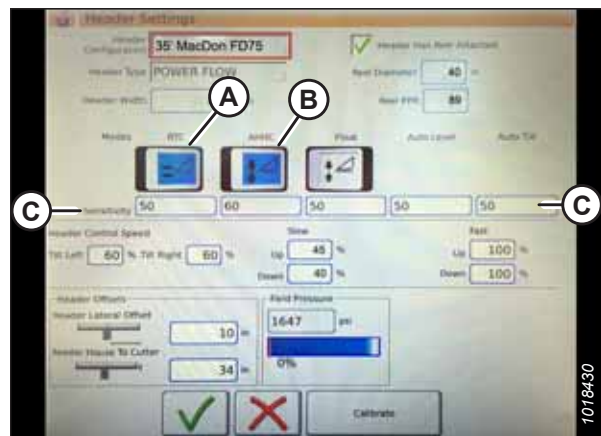 Header Settings
Header Configuration 35' MacDon FD75 Header Has Reel Attached
Header Type POWER FLOW Reel Diameter 40 in
Header Width Reel PPR 89
A B
Modes RTC AHHC Float Auto Level Auto Tilt
C Sensitivity 50 60 50 50 50 C
Header Control Speed Slow Fast
Tilt Left 60 % Tilt Right 60 % Up 45 % Up 100 %
Down 40 % Down 100 %
Header Offsets Field Pressure
Header Lateral Offset 1647 psi
10 in
Feeder House To Cutter 0%
34 in
Calibrate
1018430